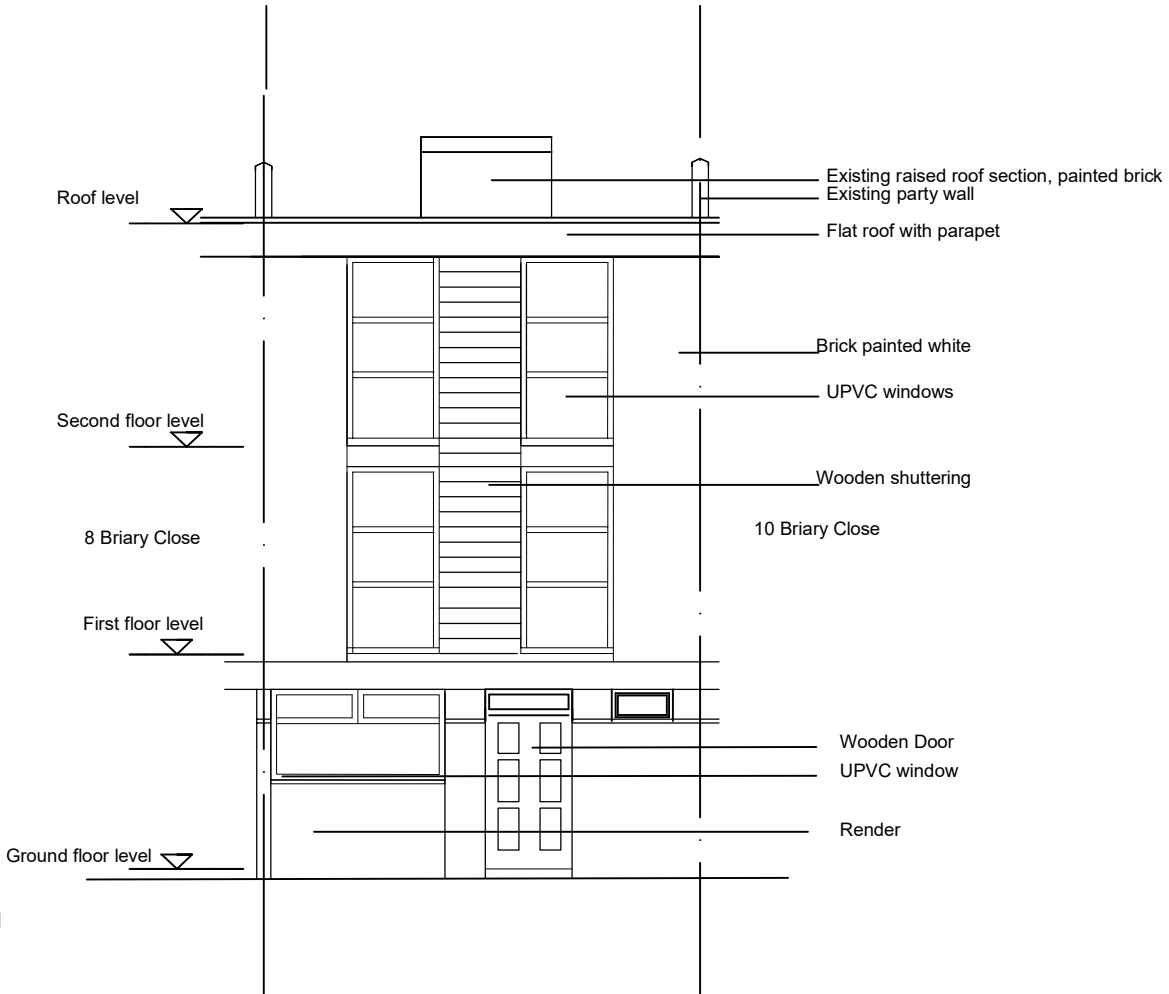 Existing raised roof section, painted brick
Existing party wall
Roof level
Flat roof with parapet
Brick painted white
UPVC windows
Second floor level
Wooden shuttering
10 Briary Close
8 Briary Close
First floor level
Wooden Door
UPVC window
Render
Ground floor level